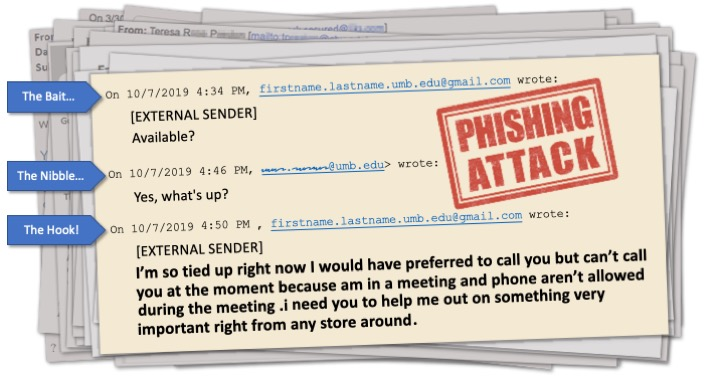 On 3/3
From: Teresa
The Bait...
On 10/7/2019 4:34 PM, firstname.lastname.umb.edu@gmail.com wrote:
[EXTERNAL SENDER]
Available?
PHISHING
ATTACK
The Nibble...
On 10/7/2019 4:46 PM, @umb.edu> wrote:
Yes, what's up?
The Hook!
On 10/7/2019 4:50 PM , firstname.lastname.umb.edu@gmail.com wrote:
[EXTERNAL SENDER]
I'm so tied up right now I would have preferred to call you but can't call
you at the moment because am in a meeting and phone aren't allowed
during the meeting .i need you to help me out on something very
important right from any store around.